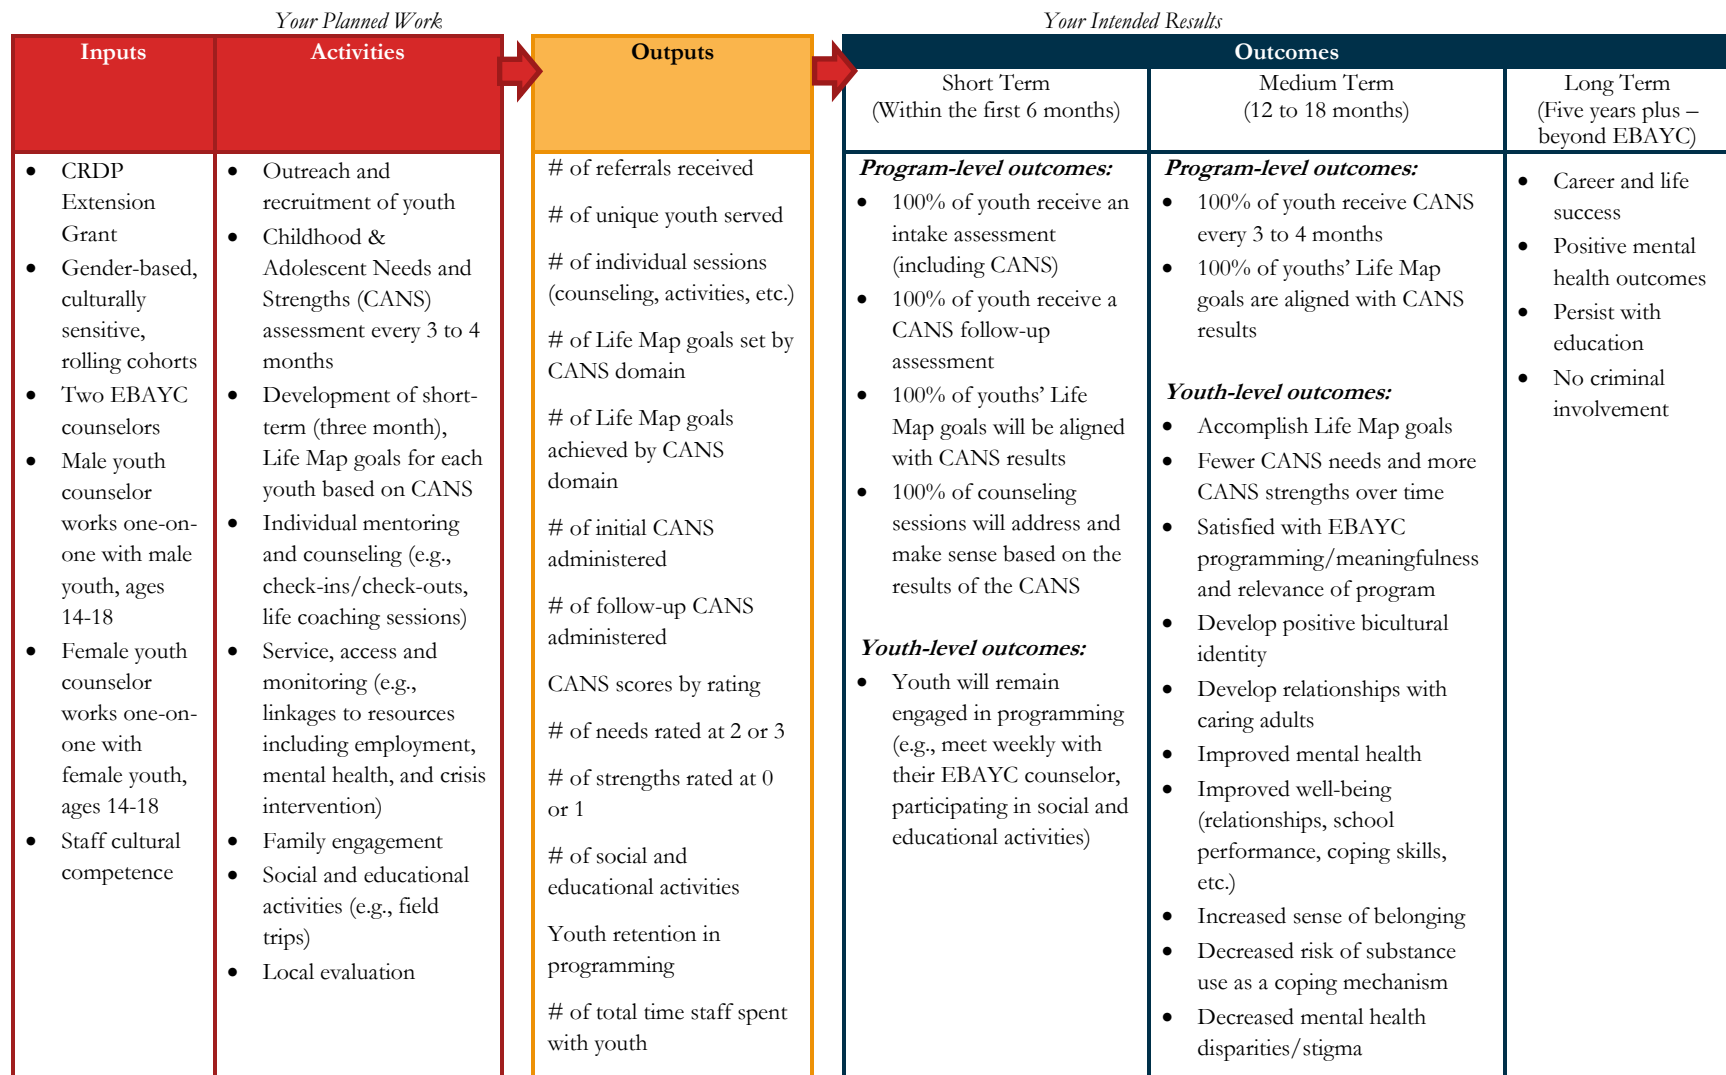 Your Planned Work
Your Intended Results
Inputs
Activities
Outputs
Outcomes
Short Term
(Within the first 6 months)
Medium Term
(12 to 18 months)
Long Term
(Five years plus –
beyond EBAYC)
• CRDP
Extension
Grant
• Gender-based,
culturally
sensitive,
rolling cohorts
• Two EBAYC
counselors
• Male youth
counselor
works one-on-
one with male
youth, ages
14-18
• Female youth
counselor
works one-on-
one with
female youth,
ages 14-18
• Staff cultural
competence
• Outreach and
recruitment of youth
• Childhood &
Adolescent Needs and
Strengths (CANS)
assessment every 3 to 4
months
• Development of short-
term (three month),
Life Map goals for each
youth based on CANS
• Individual mentoring
and counseling (e.g.,
check-ins/check-outs,
life coaching sessions)
• Service, access and
monitoring (e.g.,
linkages to resources
including employment,
mental health, and crisis
intervention)
• Family engagement
• Social and educational
activities (e.g., field
trips)
• Local evaluation
# of referrals received
# of unique youth served
# of individual sessions
(counseling, activities, etc.)
# of Life Map goals set by
CANS domain
# of Life Map goals
achieved by CANS
domain
# of initial CANS
administered
# of follow-up CANS
administered
CANS scores by rating
# of needs rated at 2 or 3
# of strengths rated at 0
or 1
# of social and
educational activities
Youth retention in
programming
# of total time staff spent
with youth
Program-level outcomes:
• 100% of youth receive an
intake assessment
(including CANS)
• 100% of youth receive a
CANS follow-up
assessment
• 100% of youths' Life
Map goals will be aligned
with CANS results
• 100% of counseling
sessions will address and
make sense based on the
results of the CANS
Youth-level outcomes:
• Youth will remain
engaged in programming
(e.g., meet weekly with
their EBAYC counselor,
participating in social and
educational activities)
Program-level outcomes:
• 100% of youth receive CANS
every 3 to 4 months
• 100% of youths' Life Map
goals are aligned with CANS
results
Youth-level outcomes:
• Accomplish Life Map goals
• Fewer CANS needs and more
CANS strengths over time
• Satisfied with EBAYC
programming/meaningfulness
and relevance of program
• Develop positive bicultural
identity
• Develop relationships with
caring adults
• Improved mental health
• Improved well-being
(relationships, school
performance, coping skills,
etc.)
• Increased sense of belonging
• Decreased risk of substance
use as a coping mechanism
• Decreased mental health
disparities/stigma
• Career and life
success
• Positive mental
health outcomes
• Persist with
education
• No criminal
involvement